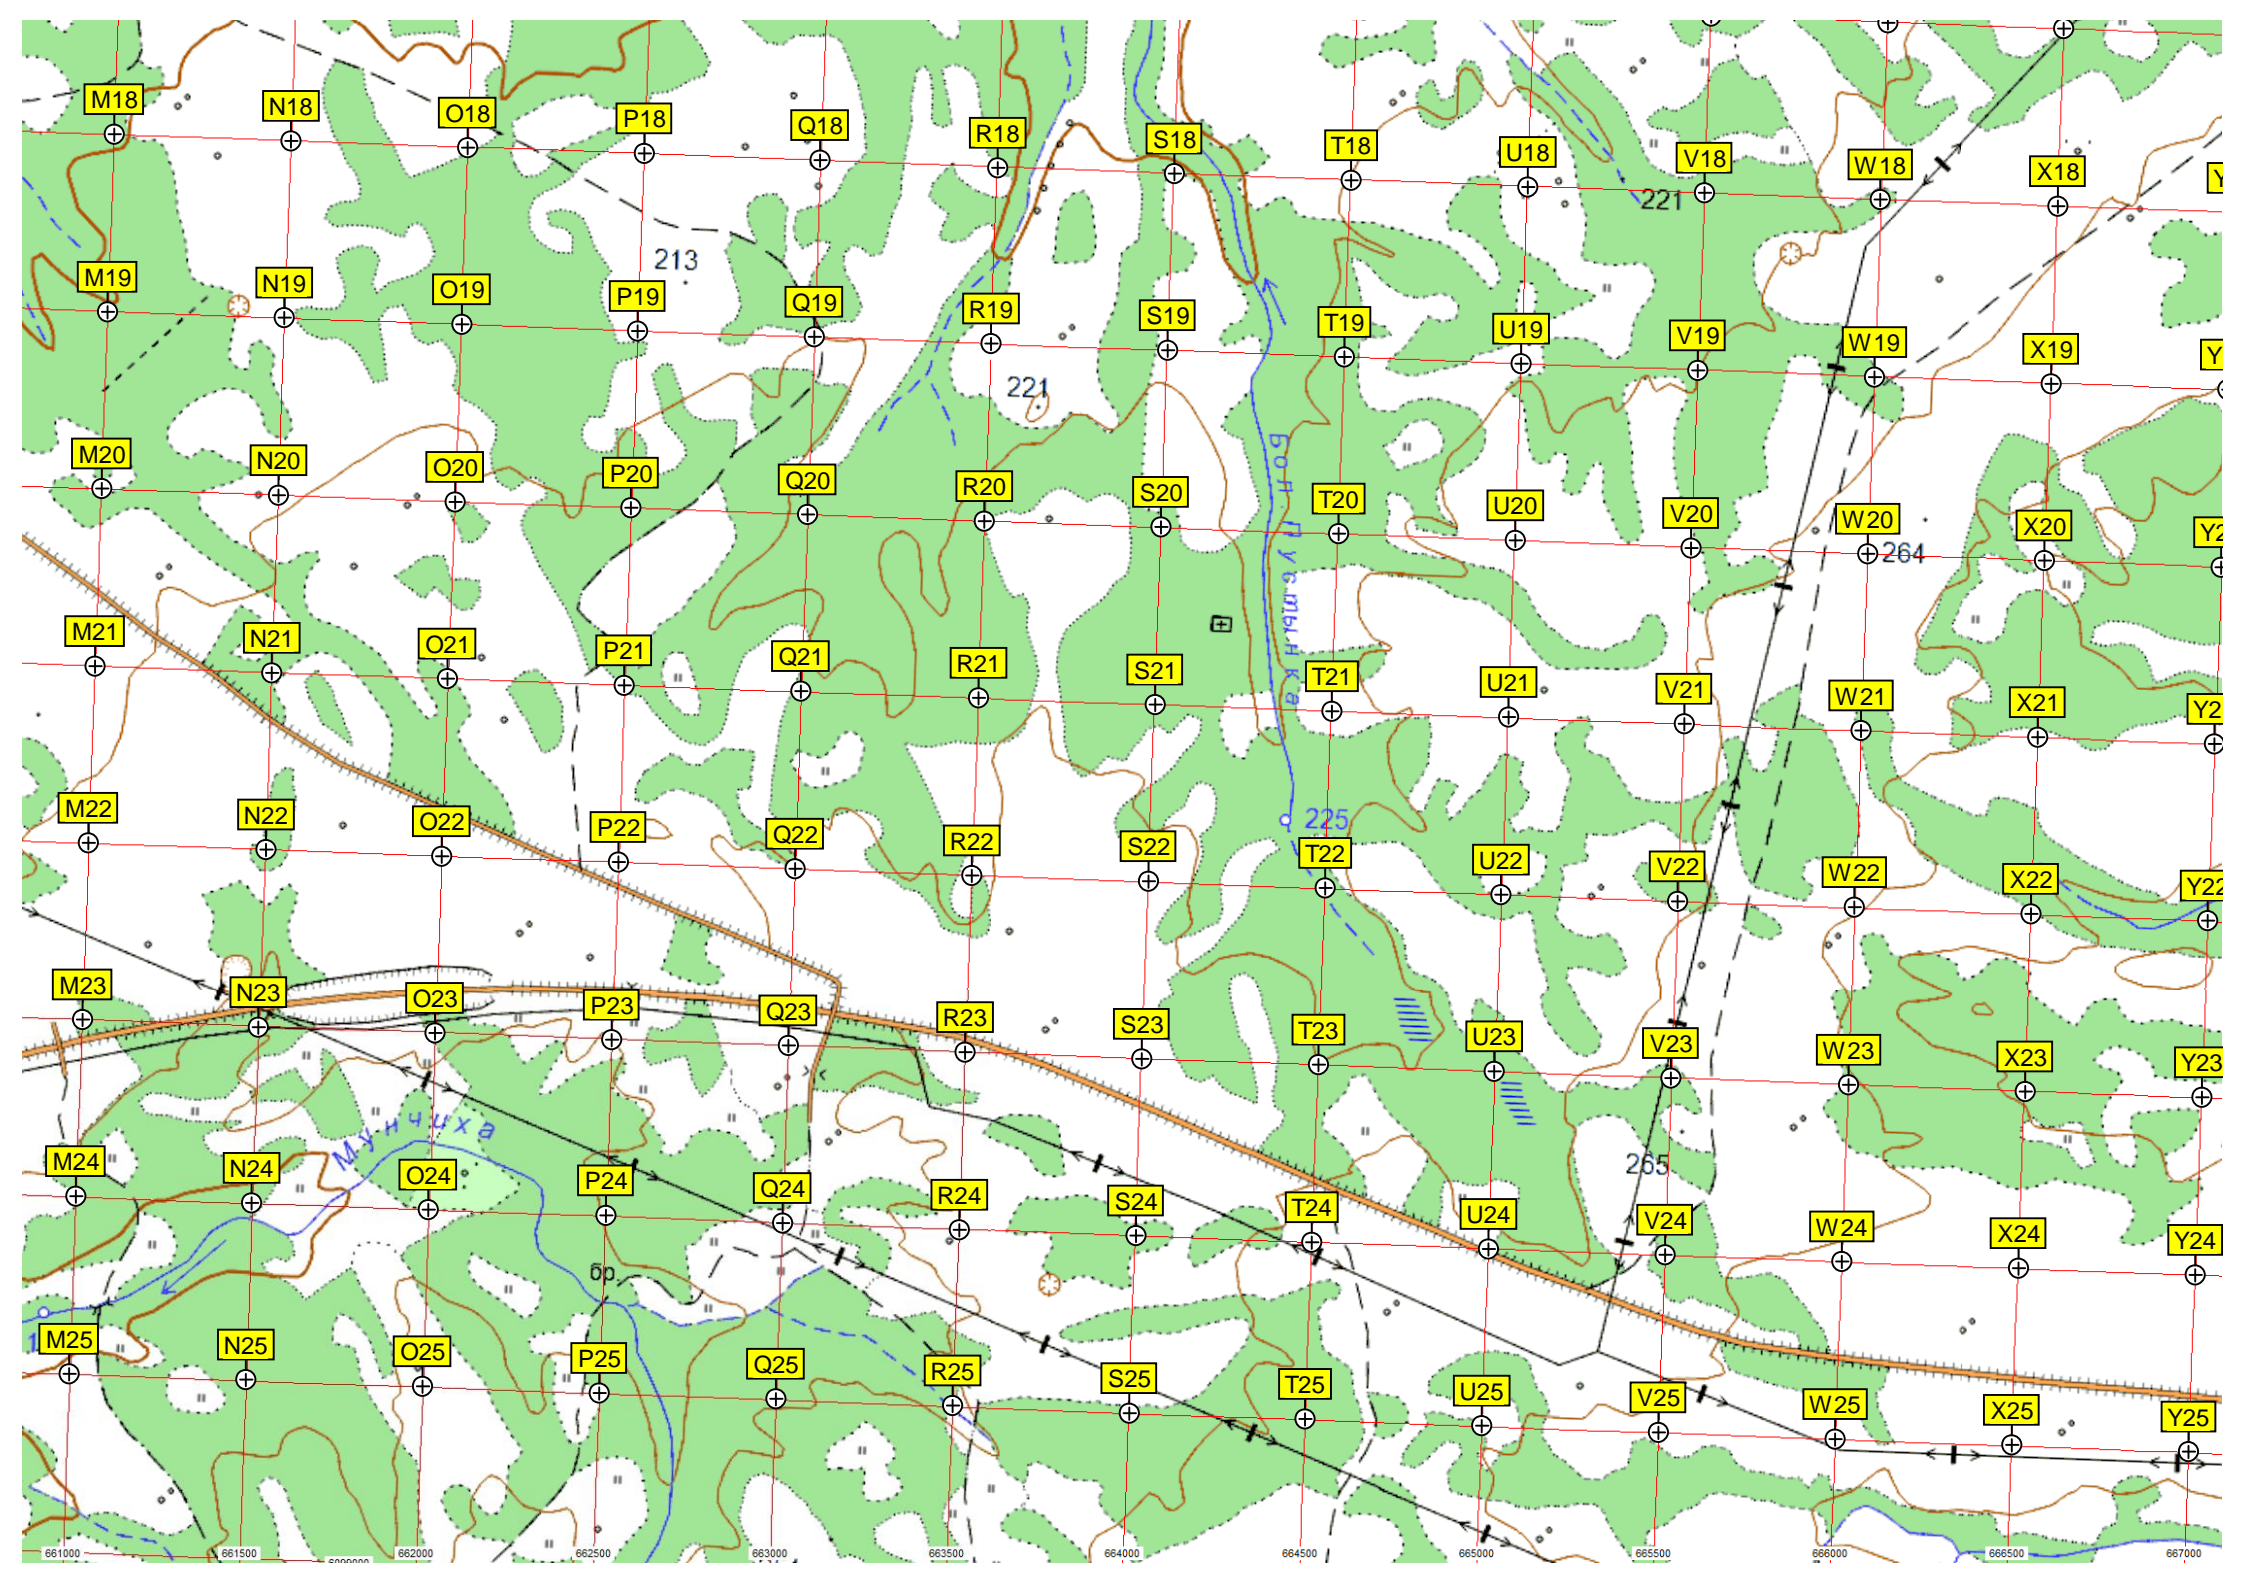 M18 N18 O18 P18 Q18 R18 S18 T18 U18 V18 W18 X18 Y
221
213
M19 N19 O19 P19 Q19 R19 S19 T19 U19 V19 W19 X19 Y
221
M20 N20 O20 P20 Q20 R20 S20 T20 U20 V20 W20 X20 Y2
264
Бол Пустынка
M21 N21 O21 P21 Q21 R21 S21 T21 U21 V21 W21 X21 Y2
225
M22 N22 O22 P22 Q22 R22 S22 T22 U22 V22 W22 X22 Y22
M23 N23 O23 P23 Q23 R23 S23 T23 U23 V23 W23 X23 Y23
Мунчиха
265
M24 N24 O24 P24 Q24 R24 S24 T24 U24 V24 W24 X24 Y24
бр.
1
M25 N25 O25 P25 Q25 R25 S25 T25 U25 V25 W25 X25 Y25
661000 661500 662000 662500 663000 663500 664000 664500 665000 665500 666000 666500 667000